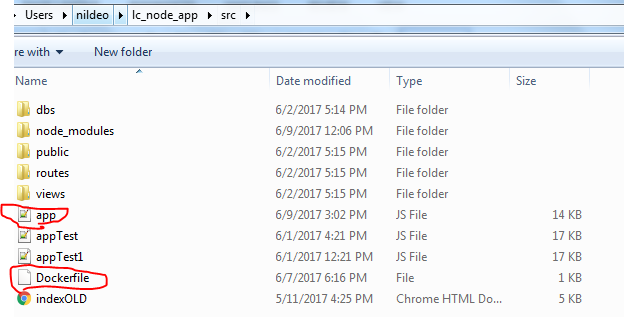 Users ▸ nildeo ▸ lc_node_app ▸ src ▸
re with ▾ New folder
Name Date modified Type Size
dbs 6/2/2017 5:14 PM File folder
node_modules 6/9/2017 12:06 PM File folder
public 6/2/2017 5:15 PM File folder
routes 6/2/2017 5:15 PM File folder
views 6/2/2017 5:15 PM File folder
app 6/9/2017 3:02 PM JS File 14 KB
appTest 6/1/2017 4:21 PM JS File 17 KB
appTest1 6/1/2017 12:21 PM JS File 17 KB
Dockerfile 6/7/2017 6:16 PM File 1 KB
indexOLD 5/11/2017 4:25 PM Chrome HTML Do... 5 KB